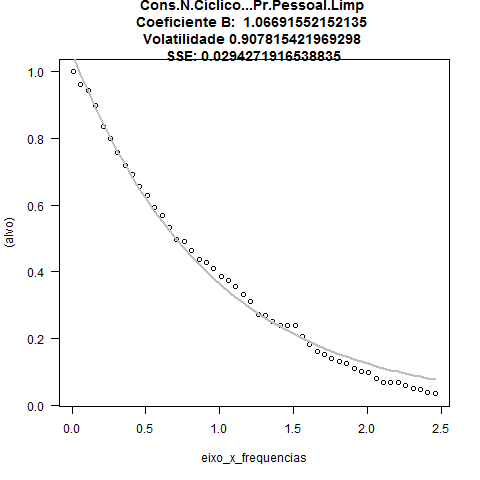 Cons.N.Ciclico...Pr.Pessoal.Limp
Coeficiente B:  1.06691552152135
Volatilidade 0.907815421969298
SSE: 0.0294271916538835
1.0
0.8
0.6
0.4
0.2
0.0
(alvo)
0.0 0.5 1.0 1.5 2.0 2.5
eixo_x_frequencias